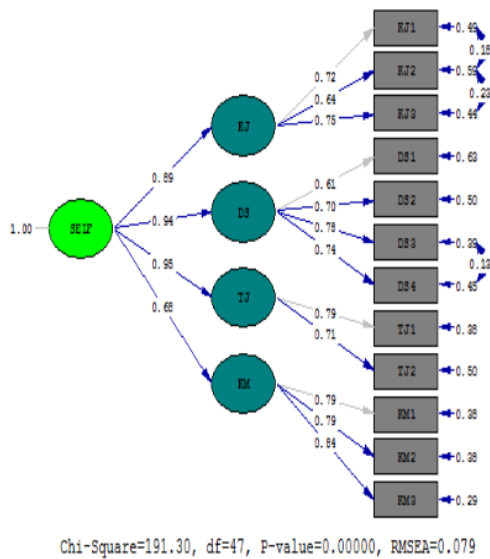 KJ1
0.49
0.18
0.72
KJ2
0.59
KJ
0.64
0.23
0.75
KJ3
0.44
0.89
DS1
0.63
0.61
DS2
0.50
1.00
SELF
0.94
DS
0.70
0.78
DS3
0.39
0.74
0.13
DS4
0.45
0.95
TJ
0.79
TJ1
0.38
0.68
0.71
TJ2
0.50
KM
0.79
KM1
0.38
0.79
KM2
0.38
0.84
KM3
0.29
Chi-Square=191.30, df=47, P-value=0.00000, RMSEA=0.079